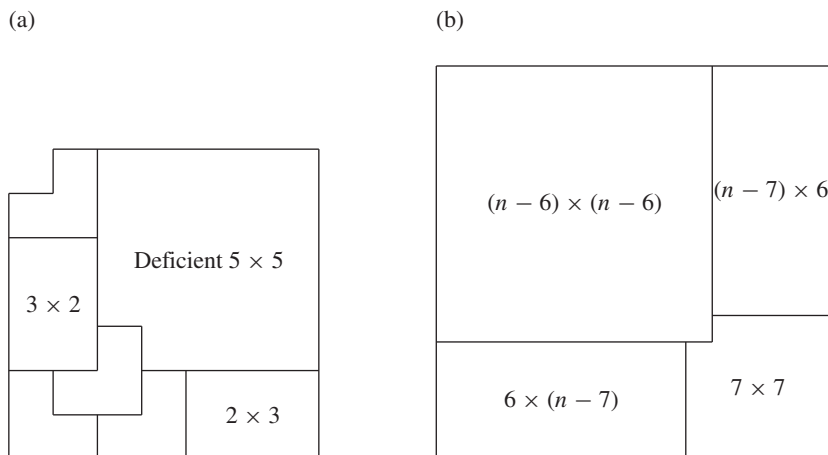 (a)
(b)
(n − 6) × (n − 6)
(n − 7) × 6
Deficient 5 × 5
3 × 2
2 × 3
6 × (n − 7)
7 × 7